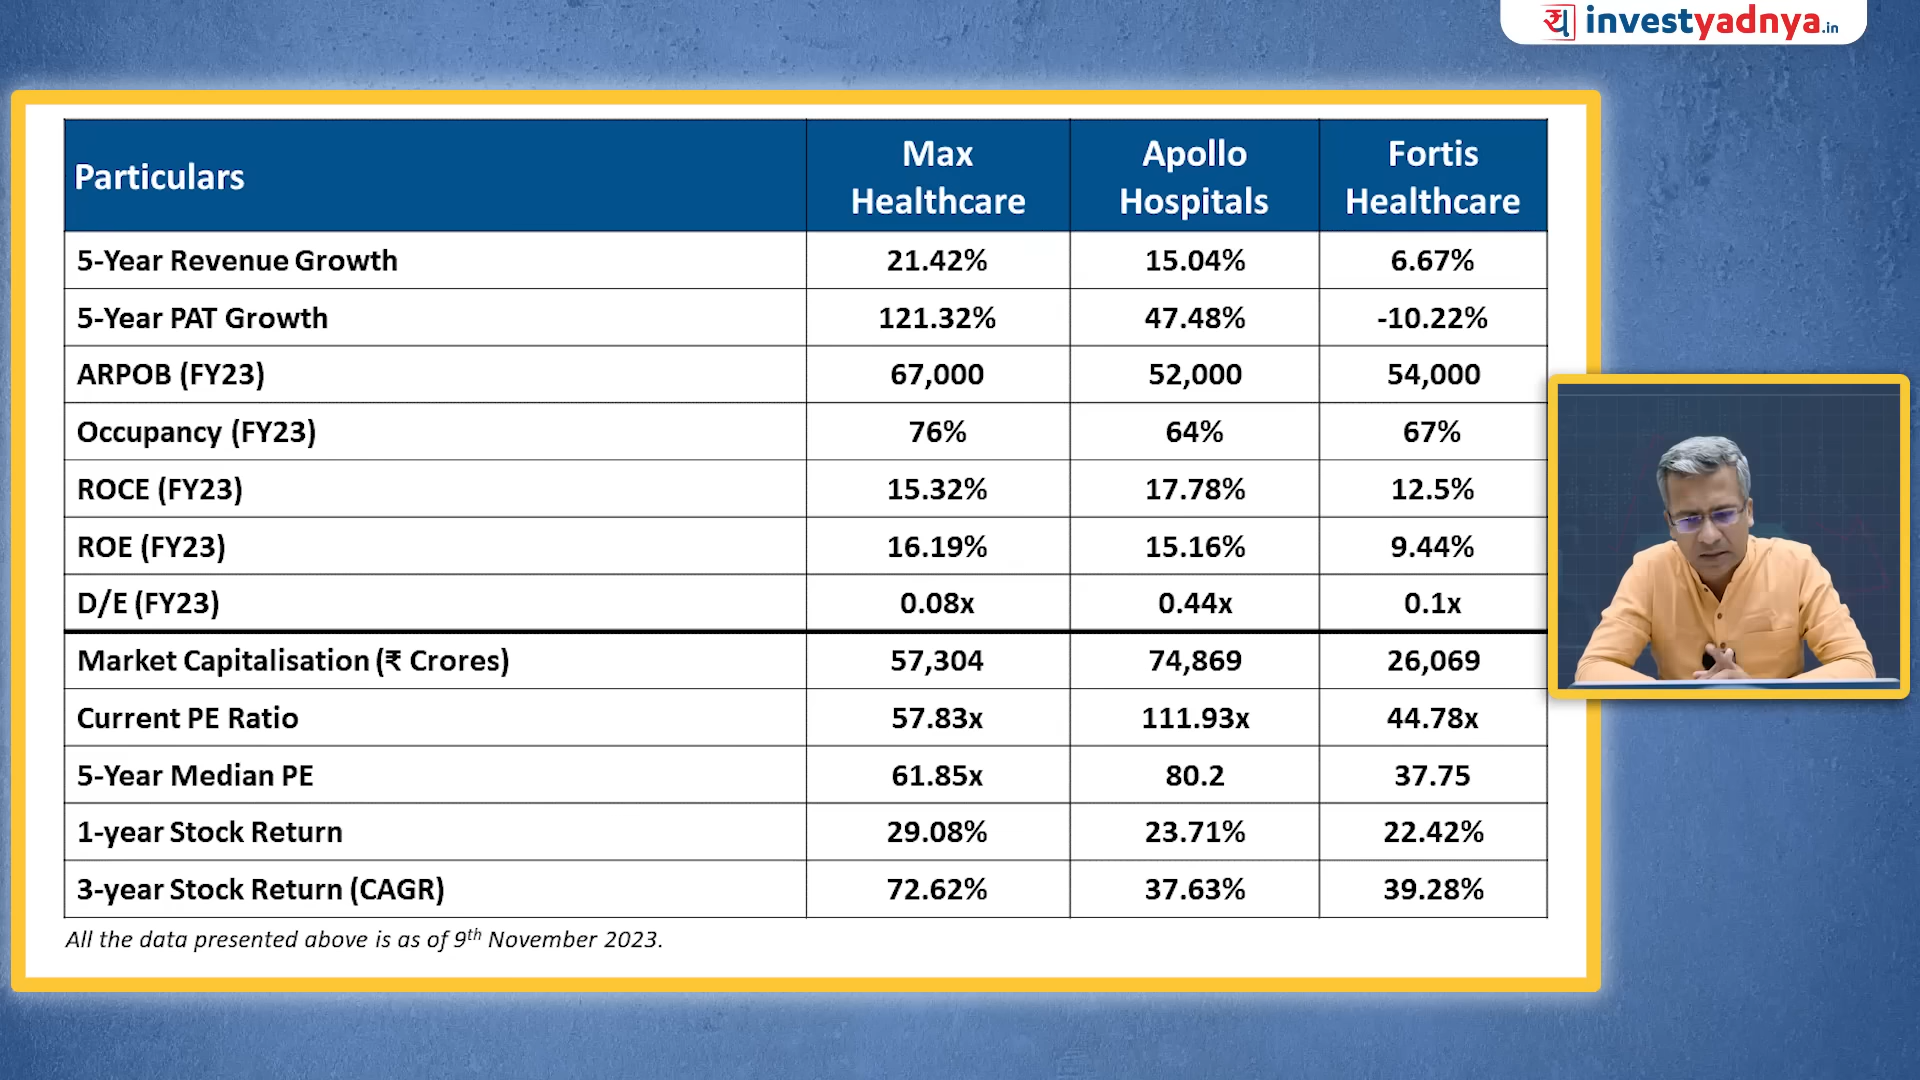 investyadnya.in
Particulars
Max Healthcare
Apollo Hospitals
Fortis Healthcare
5-Year Revenue Growth 21.42% 15.04% 6.67%
5-Year PAT Growth 121.32% 47.48% -10.22%
ARPOB (FY23) 67,000 52,000 54,000
Occupancy (FY23) 76% 64% 67%
ROCE (FY23) 15.32% 17.78% 12.5%
ROE (FY23) 16.19% 15.16% 9.44%
D/E (FY23) 0.08x 0.44x 0.1x
Market Capitalisation (₹ Crores) 57,304 74,869 26,069
Current PE Ratio 57.83x 111.93x 44.78x
5-Year Median PE 61.85x 80.2 37.75
1-year Stock Return 29.08% 23.71% 22.42%
3-year Stock Return (CAGR) 72.62% 37.63% 39.28%
All the data presented above is as of 9th November 2023.